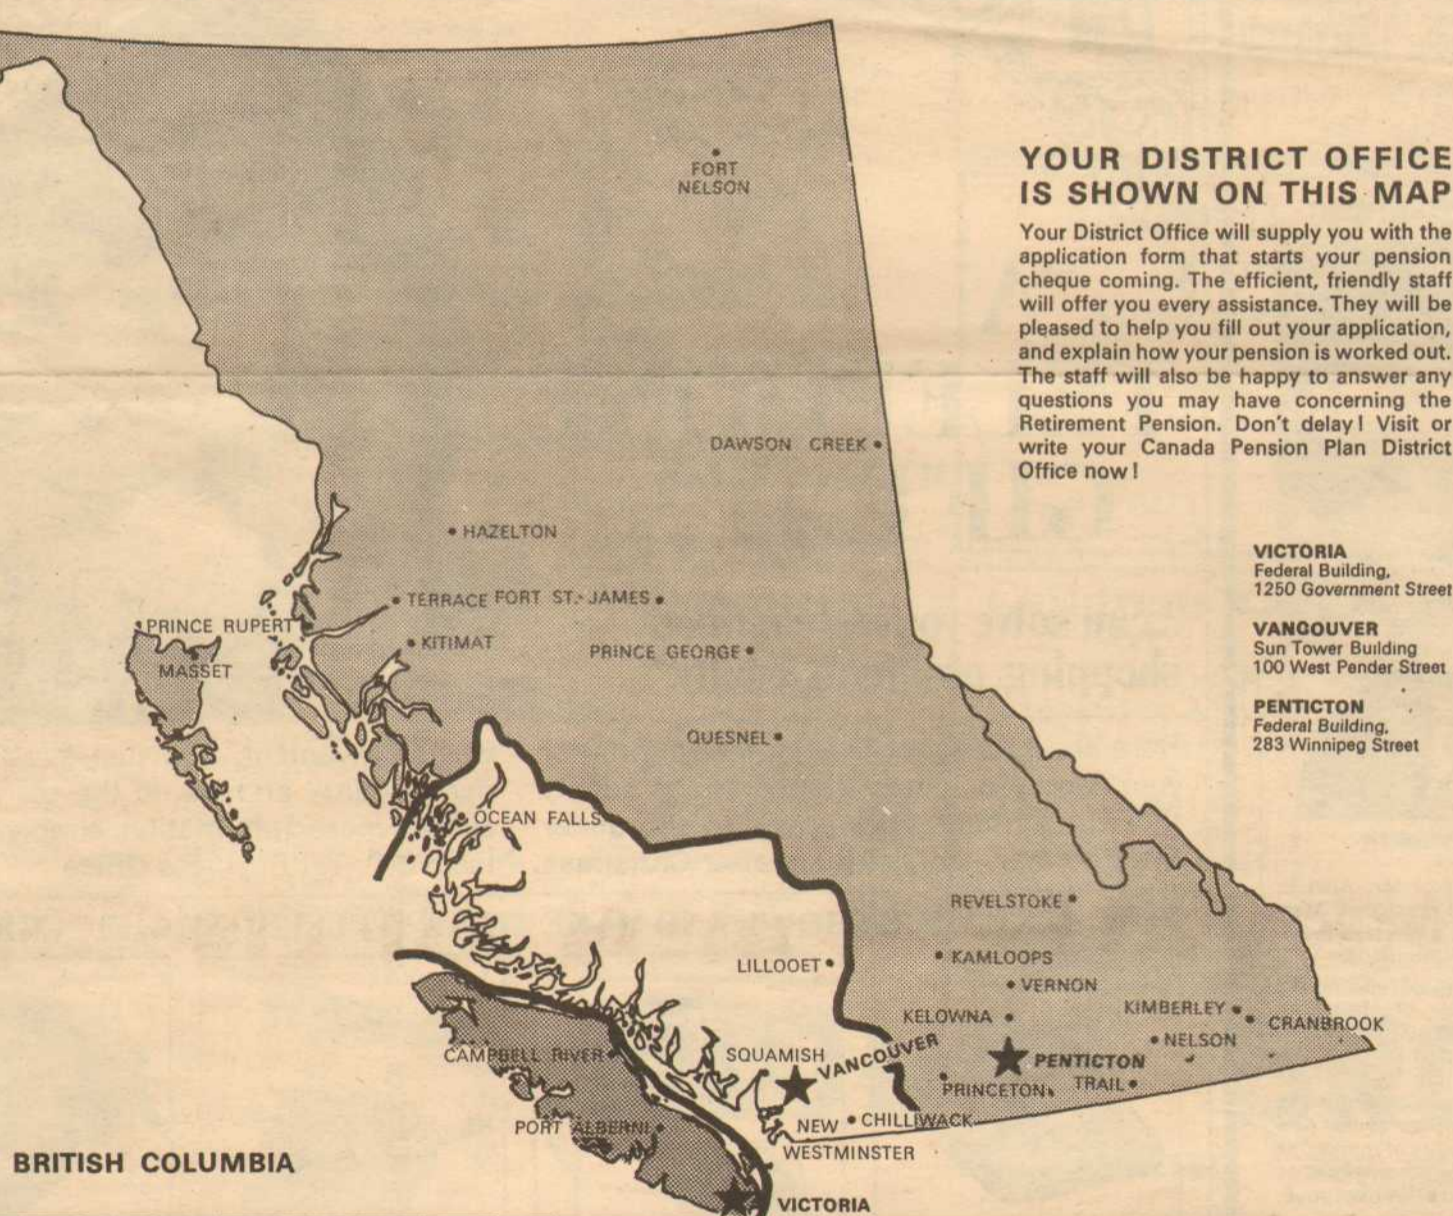 FORT
NELSON
DAWSON CREEK
HAZELTON
TERRACE
FORT ST. JAMES
PRINCE RUPERT
KITIMAT
MASSET
PRINCE GEORGE
QUESNEL
OCEAN FALLS
REVELSTOKE
LILLOOET
KAMLOOPS
VERNON
KELOWNA
KIMBERLEY
CRANBROOK
NELSON
CAMPBELL RIVER
SQUAMISH
VANCOUVER
PENTICTON
PRINCETON
TRAIL
PORT ALBERNI
NEW
WESTMINSTER
CHILLIWACK
VICTORIA
BRITISH COLUMBIA
YOUR DISTRICT OFFICE
IS SHOWN ON THIS MAP
Your District Office will supply you with the
application form that starts your pension
cheque coming. The efficient, friendly staff
will offer you every assistance. They will be
pleased to help you fill out your application,
and explain how your pension is worked out.
The staff will also be happy to answer any
questions you may have concerning the
Retirement Pension. Don't delay! Visit or
write your Canada Pension Plan District
Office now!
VICTORIA
Federal Building,
1250 Government Street
VANCOUVER
Sun Tower Building
100 West Pender Street
PENTICTON
Federal Building,
283 Winnipeg Street